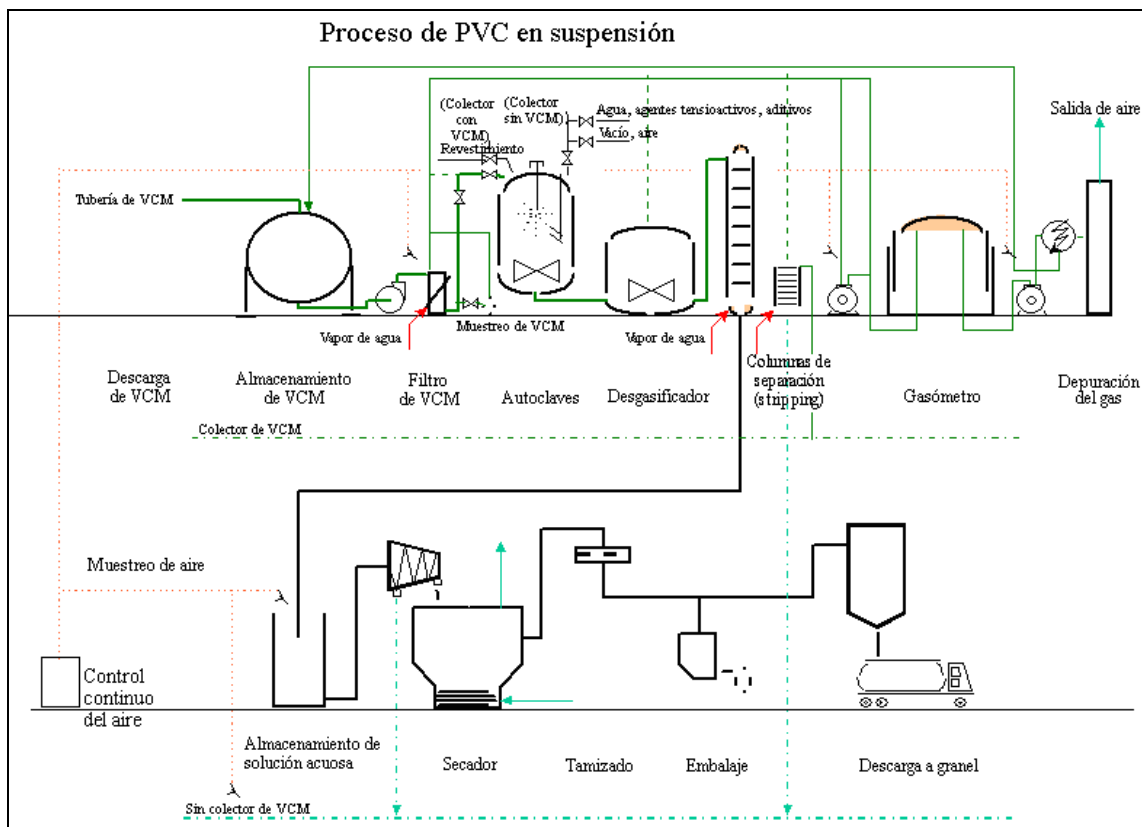 Proceso de PVC en suspensión
(Colector
con
VCM)
(Colector
sin VCM)
Agua, agentes tensioactivos, aditivos
Vacío, aire
Revestimiento
Salida de aire
Tubería de VCM
Vapor de agua
Muestreo de VCM
Vapor de agua
Descarga
de VCM
Almacenamiento
de VCM
Filtro
de VCM
Autoclaves
Desgasificador
Columnas de
separación
(stripping)
Gasómetro
Depuración
del gas
Colector de VCM
Muestreo de aire
Control
continuo
del aire
Almacenamiento de
solución acuosa
Secador
Tamizado
Embalaje
Descarga a granel
Sin colector de VCM